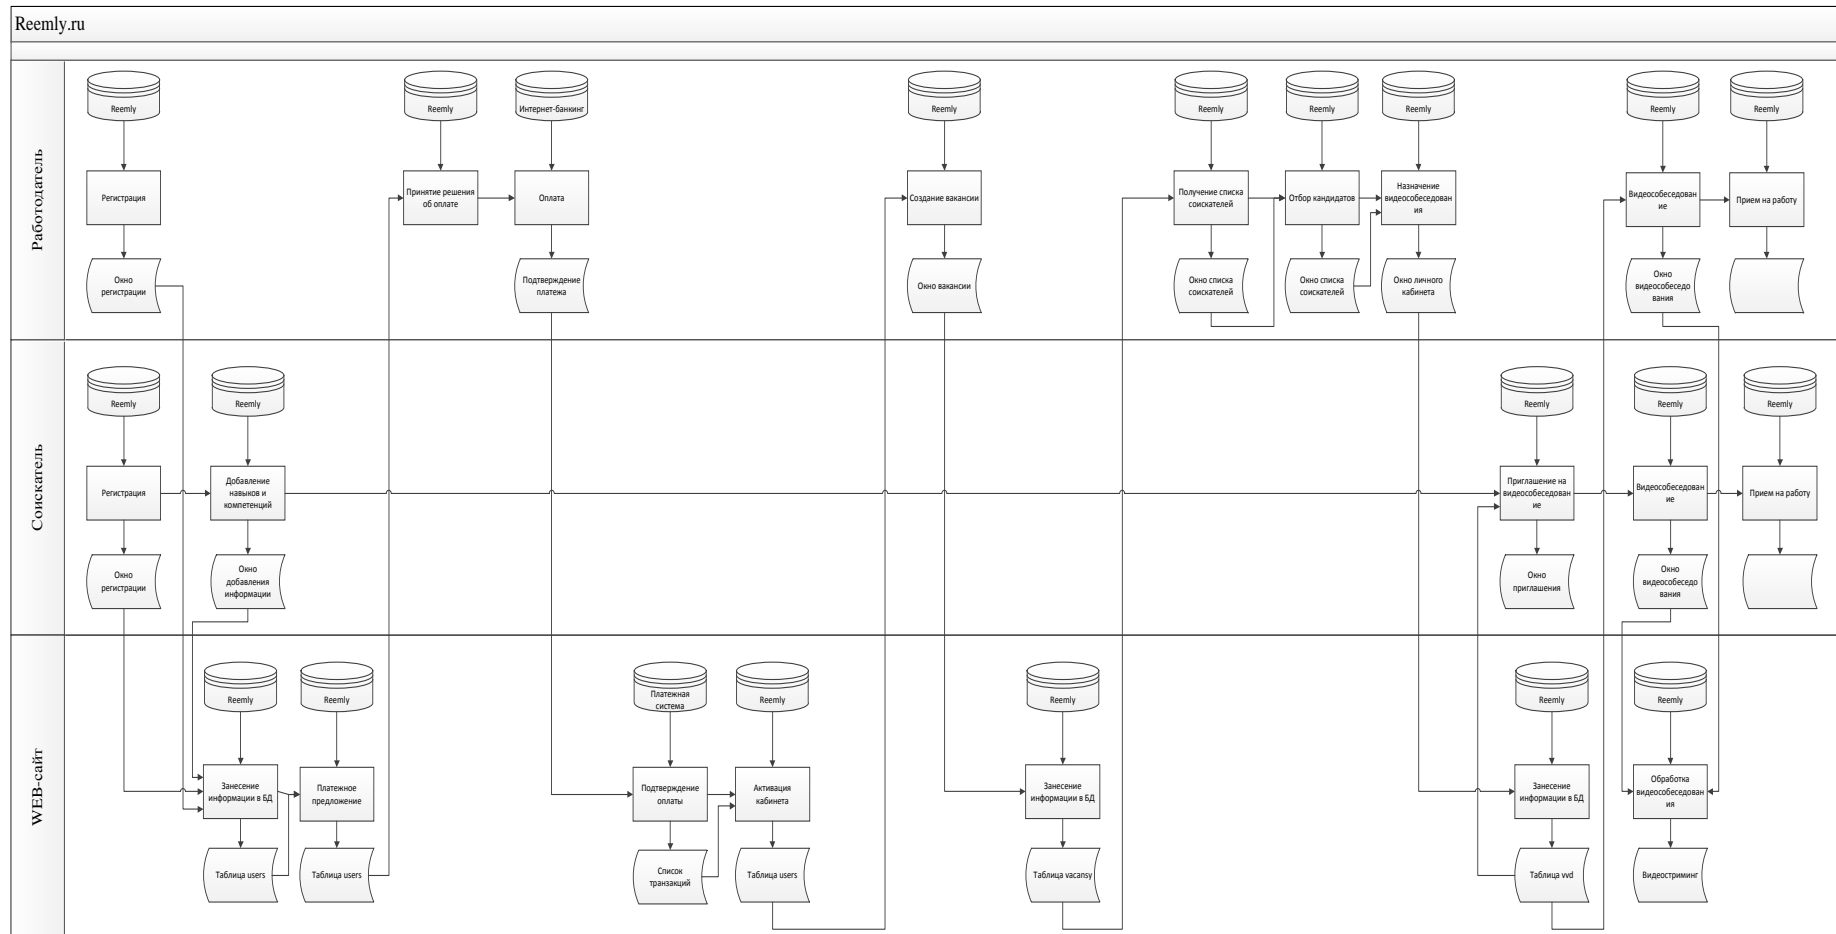 Reemly.ru
Работодатель
Reemly
Reemly
Интернет-банкинг
Reemly
Reemly
Reemly
Reemly
Reemly
Reemly
Регистрация
Принятие решения
об оплате
Оплата
Создание вакансии
Получение списка
соискателей
Отбор кандидатов
Назначение
видеособеседован
ия
Видеособеседован
ие
Прием на работу
Окно
регистрации
Подтверждение
платежа
Окно вакансии
Окно списка
соискателей
Окно списка
соискателей
Окно личного
кабинета
Окно
видеособеседо
вания
Соискатель
Reemly
Reemly
Reemly
Reemly
Reemly
Регистрация
Добавление
навыков и
компетенций
Приглашение на
видеособеседован
ие
Видеособеседован
ие
Прием на работу
Окно
регистрации
Окно
добавления
информации
Окно
приглашения
Окно
видеособеседо
вания
WEB-сайт
Reemly
Reemly
Платежная
система
Reemly
Reemly
Reemly
Reemly
Занесение
информации в БД
Платежное
предложение
Подтверждение
оплаты
Активация
кабинета
Занесение
информации в БД
Занесение
информации в БД
Обработка
видеособеседован
ия
Таблица users
Таблица users
Список
транзакций
Таблица users
Таблица vacansy
Таблица vvd
Видеостриминг